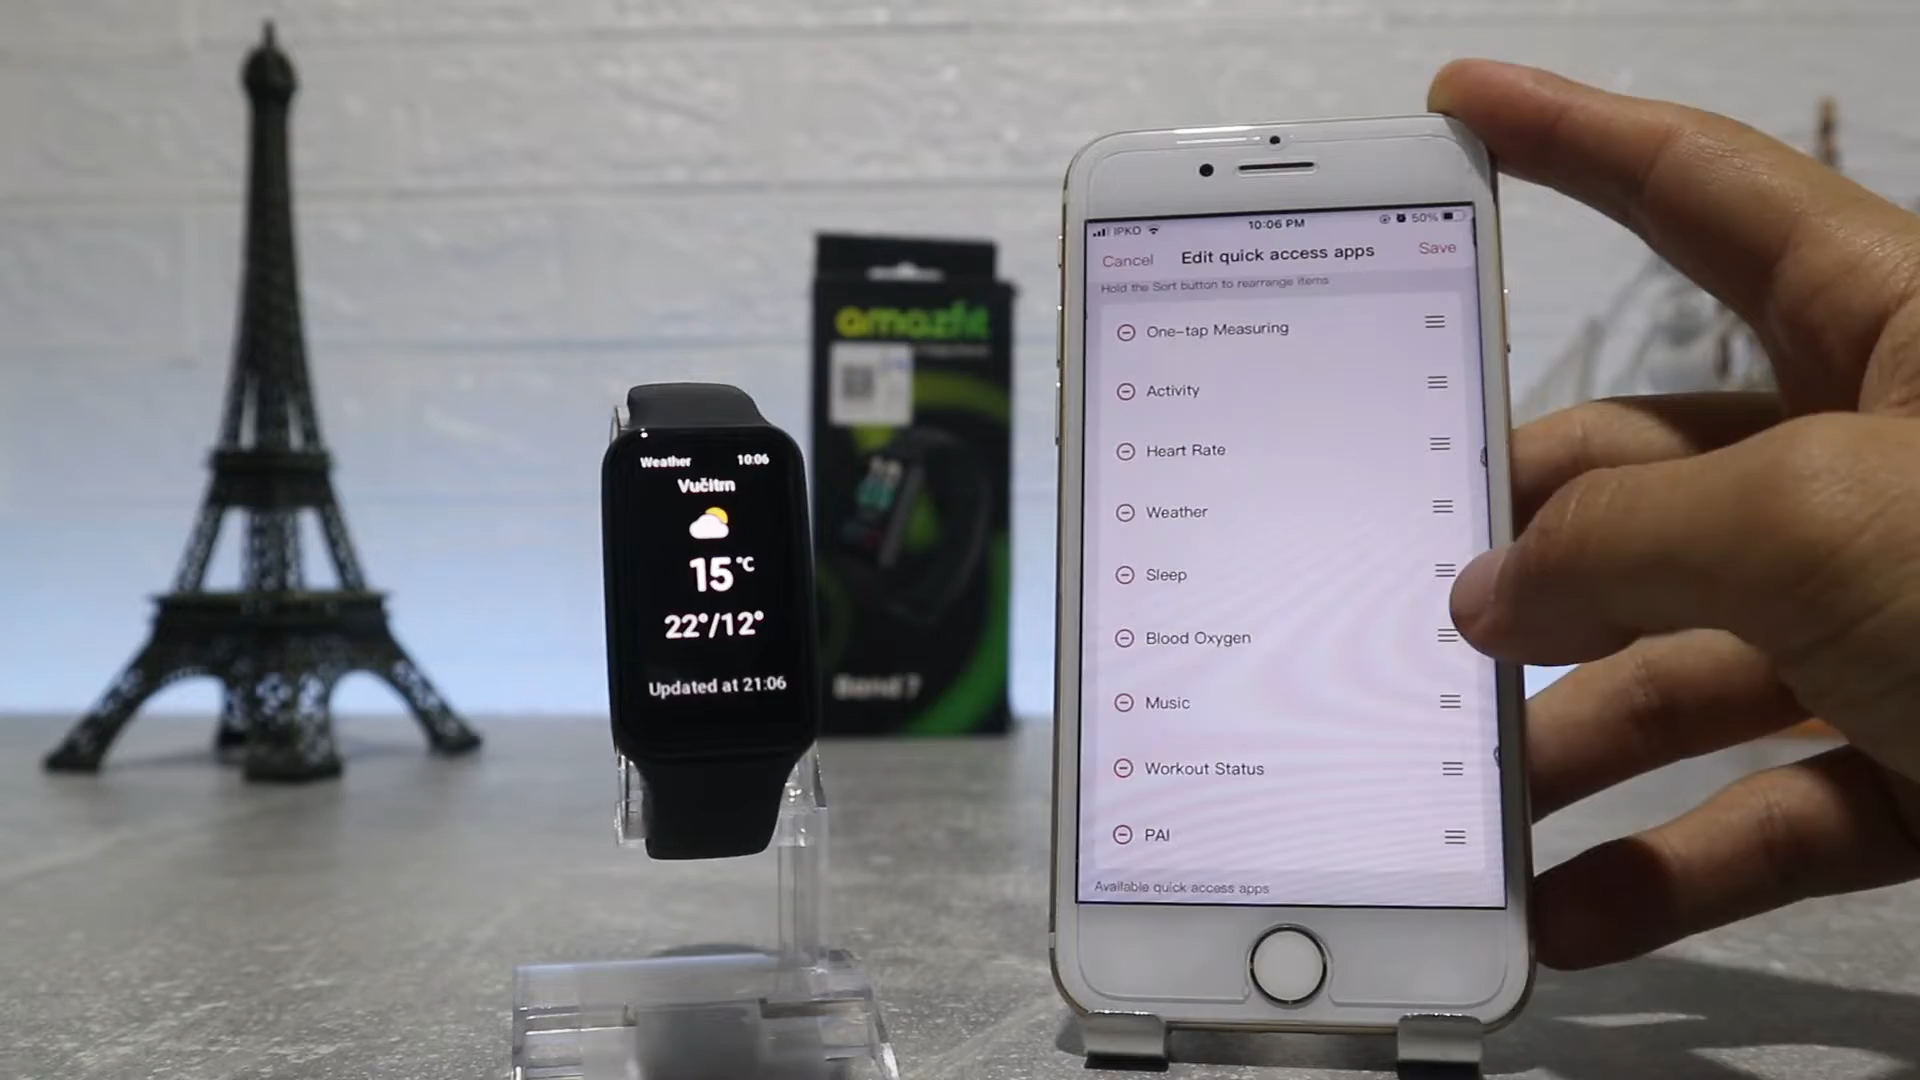 amazfit
Band 7
Weather 10:06
Vučitrn
15°C
22°/12°
Updated at 21:06
IPKO 10:06 PM 50%
Cancel Edit quick access apps Save
Hold the Sort button to rearrange items
One-tap Measuring
Activity
Heart Rate
Weather
Sleep
Blood Oxygen
Music
Workout Status
PAI
Available quick access apps